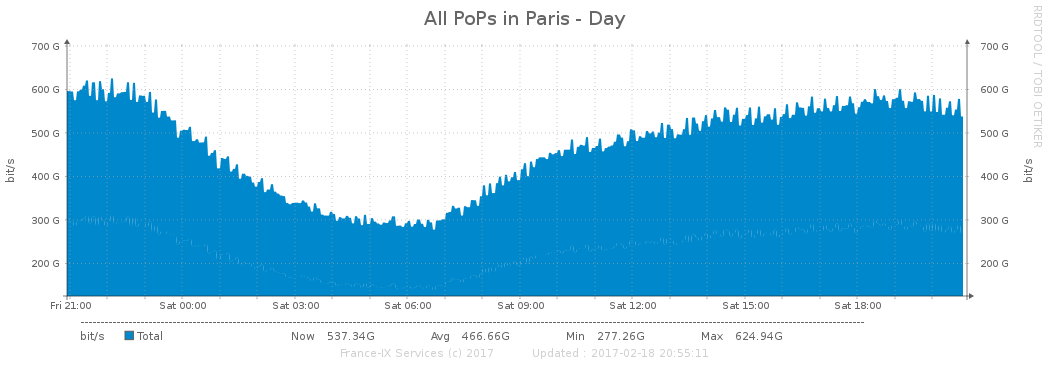 All PoPs in Paris - Day
RRDTOOL / TOBI OETIKER
700 G 700 G
600 G 600 G
500 G 500 G
400 G 400 G
300 G 300 G
200 G 200 G
bit/s
bit/s
Fri 21:00 Sat 00:00 Sat 03:00 Sat 06:00 Sat 09:00 Sat 12:00 Sat 15:00 Sat 18:00
bit/s Total Now 537.34G Avg 466.66G Min 277.26G Max 624.94G
France-IX Services (c) 2017 Updated : 2017-02-18 20:55:11